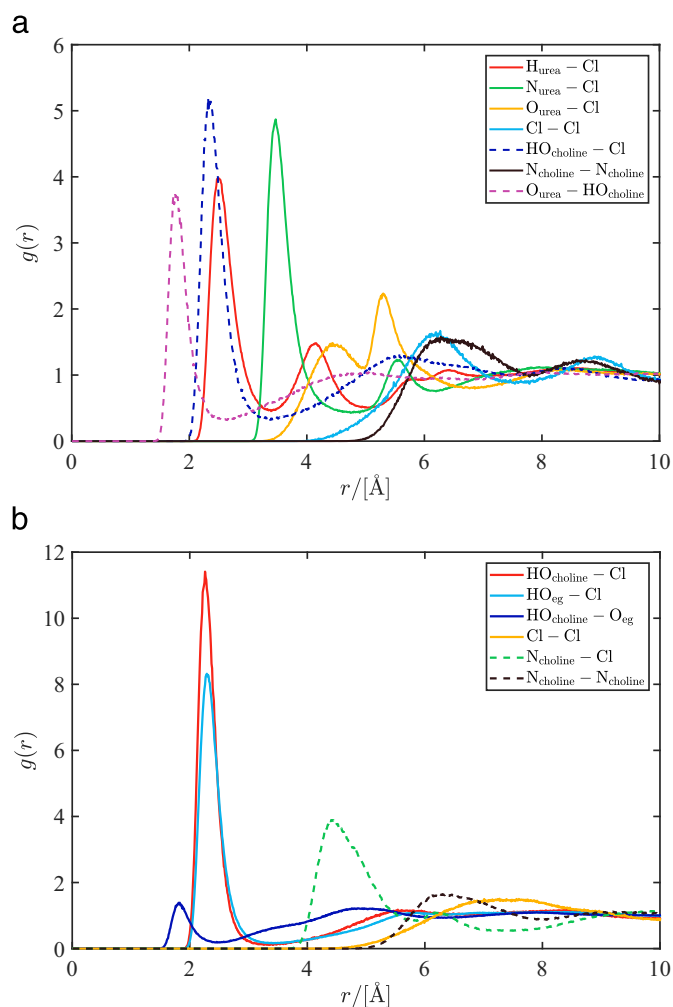 a
6
5
4
3
2
1
0
g(r)
H_urea − Cl
N_urea − Cl
O_urea − Cl
Cl − Cl
HO_choline − Cl
N_choline − N_choline
O_urea − HO_choline
0 2 4 6 8 10
r/[Å]
b
12
10
8
6
4
2
0
g(r)
HO_choline − Cl
HO_eg − Cl
HO_choline − O_eg
Cl − Cl
N_choline − Cl
N_choline − N_choline
0 2 4 6 8 10
r/[Å]